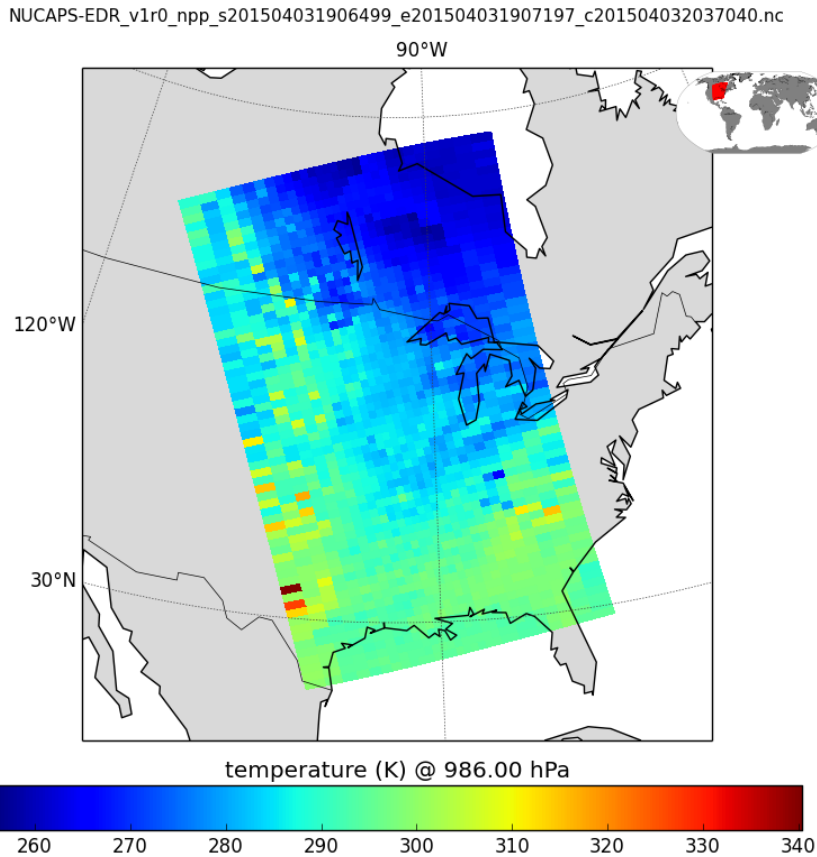 NUCAPS-EDR_v1r0_npp_s201504031906499_e201504031907197_c201504032037040.nc
90°W
120°W
30°N
temperature (K) @ 986.00 hPa
260 270 280 290 300 310 320 330 340